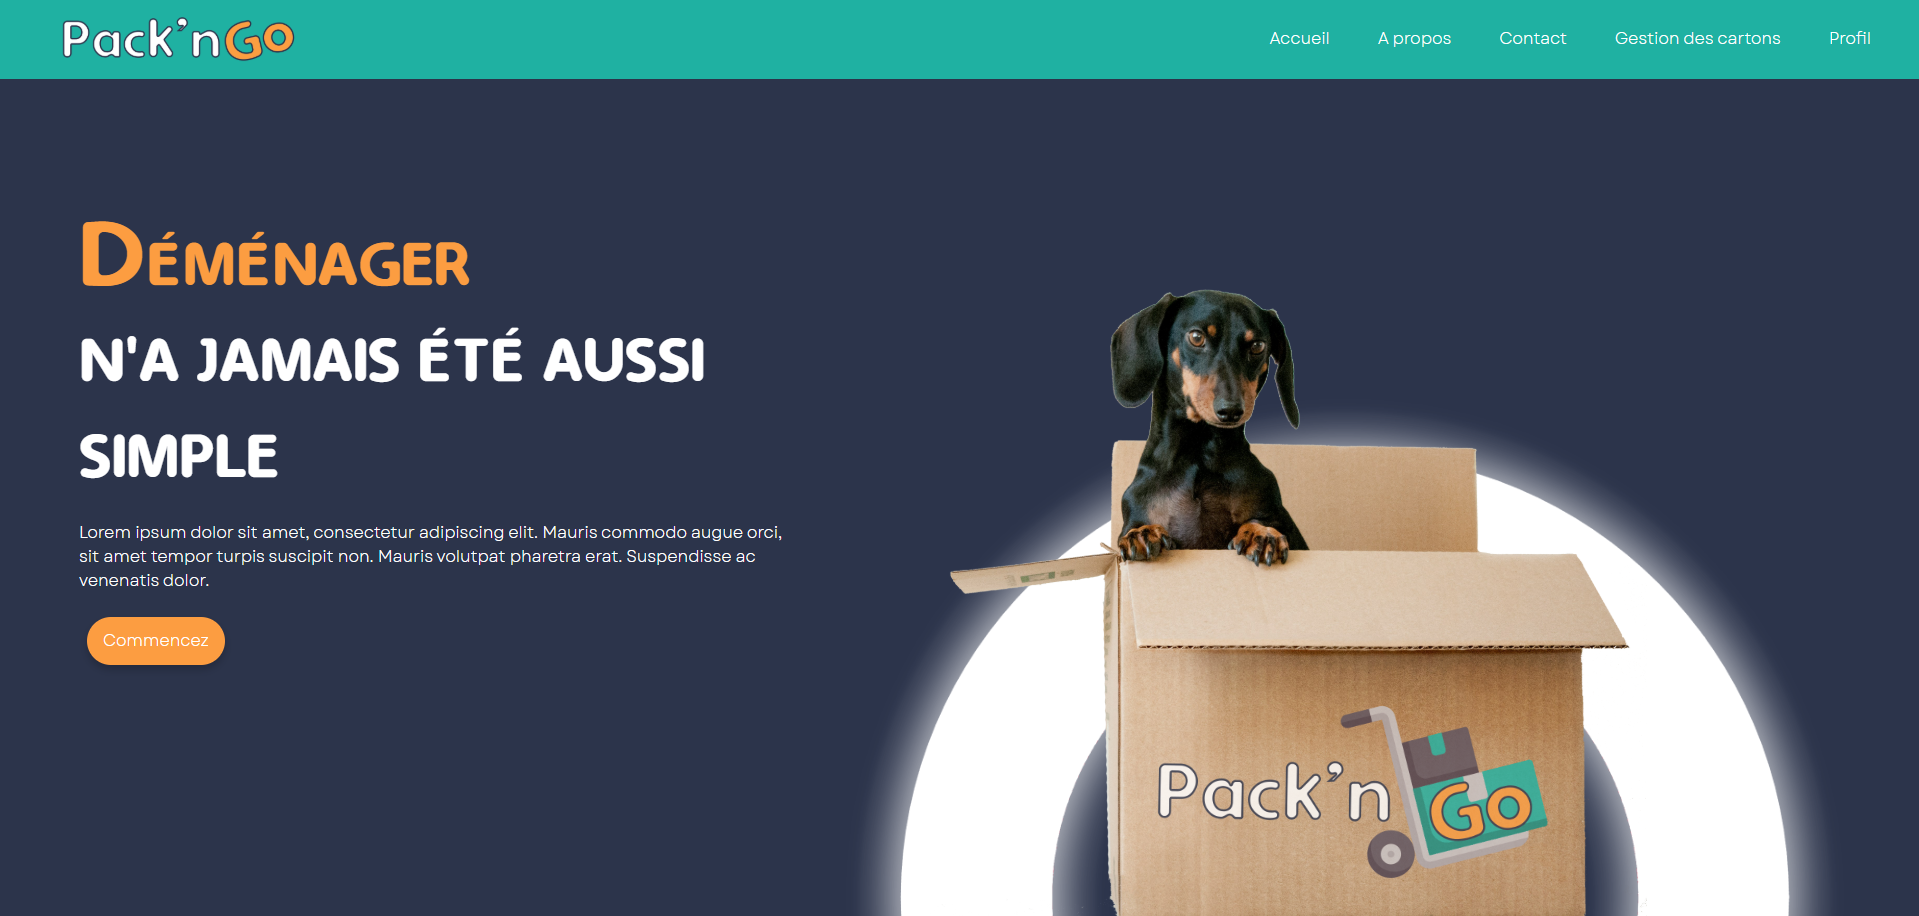 Pack'nGo
Accueil
A propos
Contact
Gestion des cartons
Profil
Déménager
n'a jamais été aussi
simple
Lorem ipsum dolor sit amet, consectetur adipiscing elit. Mauris commodo augue orci,
sit amet tempor turpis suscipit non. Mauris volutpat pharetra erat. Suspendisse ac
venenatis dolor.
Commencez
Pack'n Go